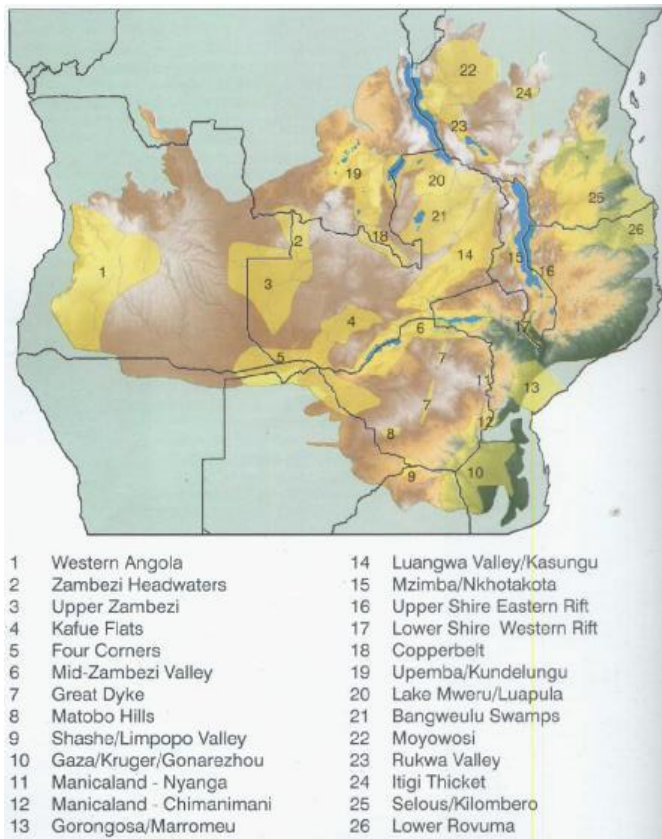 22
24
23
19
20
25
21
2
26
18
15
16
14
1
3
4
6
17
5
7
11
13
7
12
8
10
9
1 Western Angola
2 Zambezi Headwaters
3 Upper Zambezi
4 Kafue Flats
5 Four Corners
6 Mid-Zambezi Valley
7 Great Dyke
8 Matobo Hills
9 Shashe/Limpopo Valley
10 Gaza/Kruger/Gonarezhou
11 Manicaland - Nyanga
12 Manicaland - Chimanimani
13 Gorongosa/Marromeu
14 Luangwa Valley/Kasungu
15 Mzimba/Nkhotakota
16 Upper Shire Eastern Rift
17 Lower Shire Western Rift
18 Copperbelt
19 Upemba/Kundelungu
20 Lake Mweru/Luapula
21 Bangweulu Swamps
22 Moyowosi
23 Rukwa Valley
24 Itigi Thicket
25 Selous/Kilombero
26 Lower Rovuma